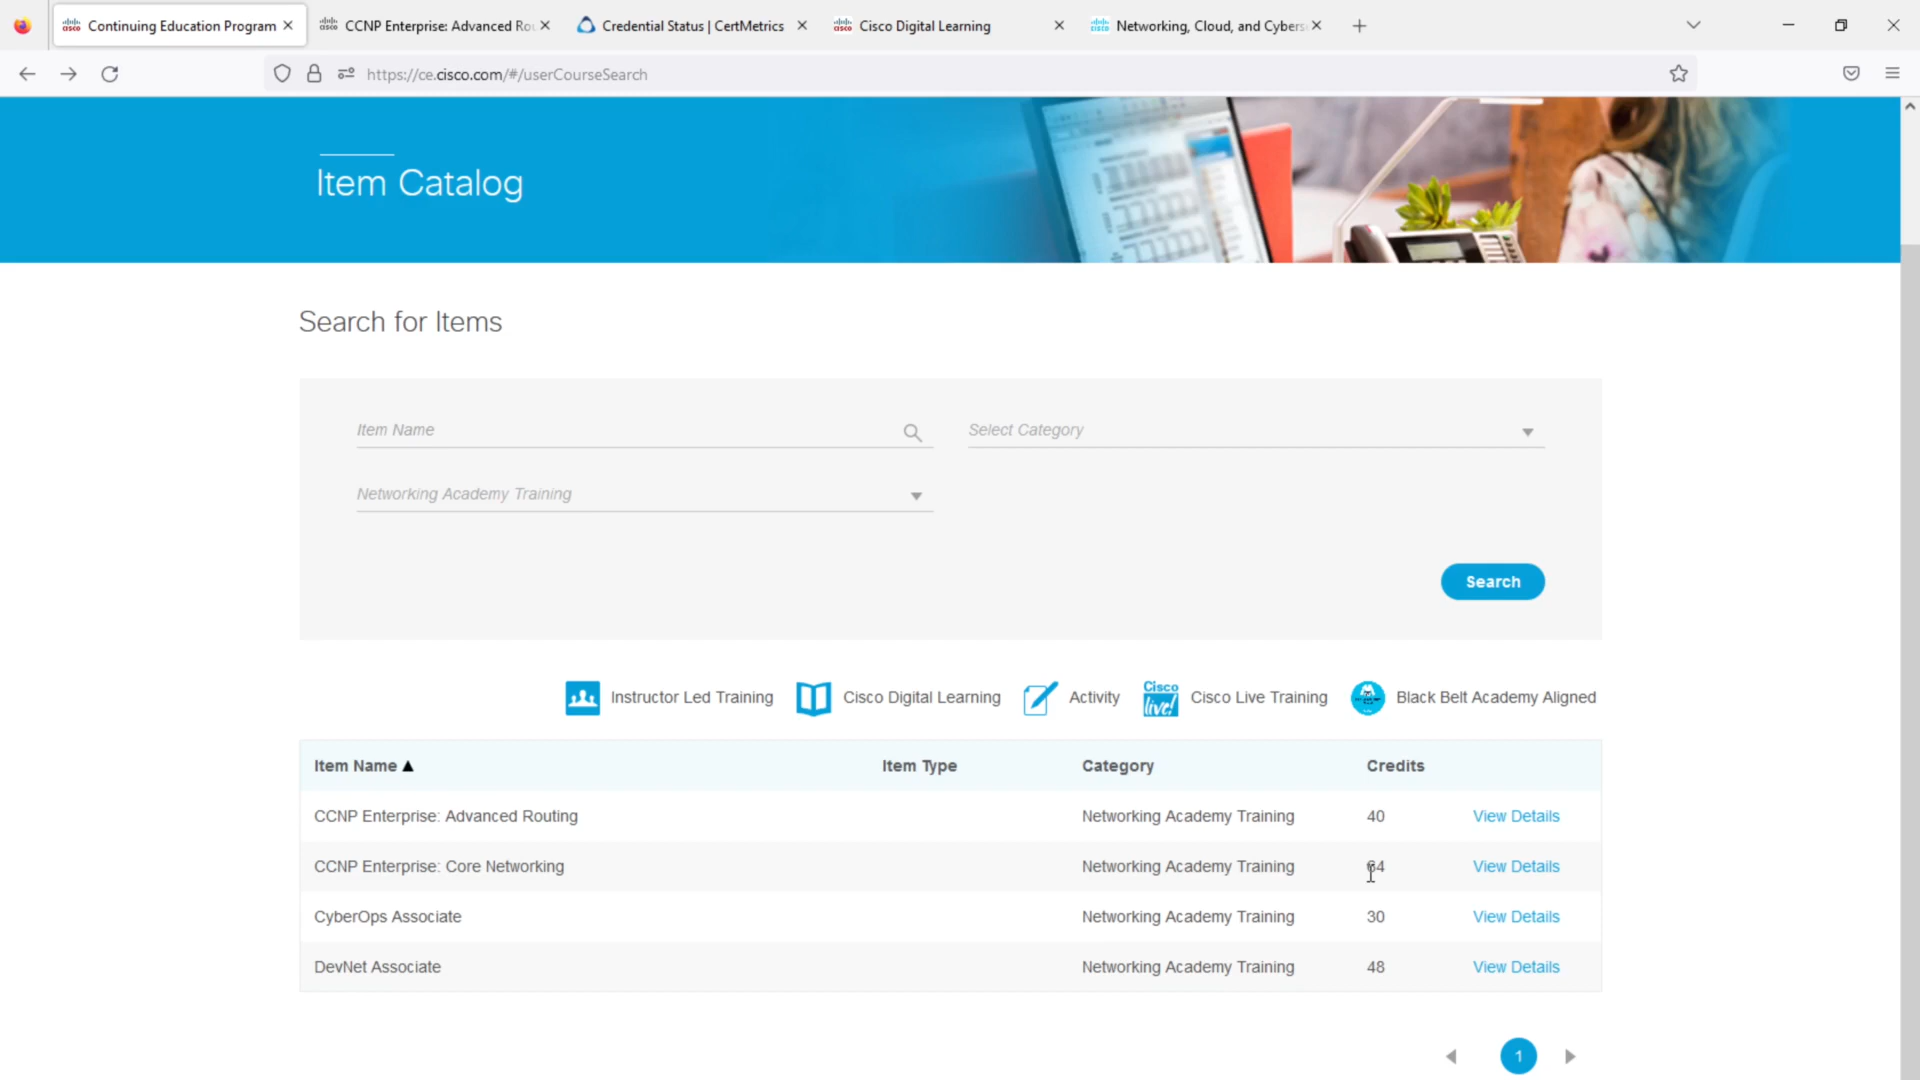 Continuing Education Program
CCNP Enterprise: Advanced Ro
Credential Status | CertMetrics
Cisco Digital Learning
Networking, Cloud, and Cybers
https://ce.cisco.com/#/userCourseSearch
Item Catalog
Search for Items
Item Name
Select Category
Networking Academy Training
Search
Instructor Led Training
Cisco Digital Learning
Activity
Cisco live!
Cisco Live Training
Black Belt Academy Aligned
Item Name ▲ Item Type Category Credits
CCNP Enterprise: Advanced Routing Networking Academy Training 40 View Details
CCNP Enterprise: Core Networking Networking Academy Training 64 View Details
CyberOps Associate Networking Academy Training 30 View Details
DevNet Associate Networking Academy Training 48 View Details
1